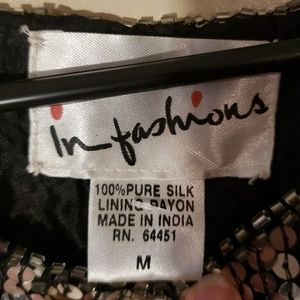 In fashions
100% PURE SILK
LINING RAYON
MADE IN INDIA
RN. 64451
M